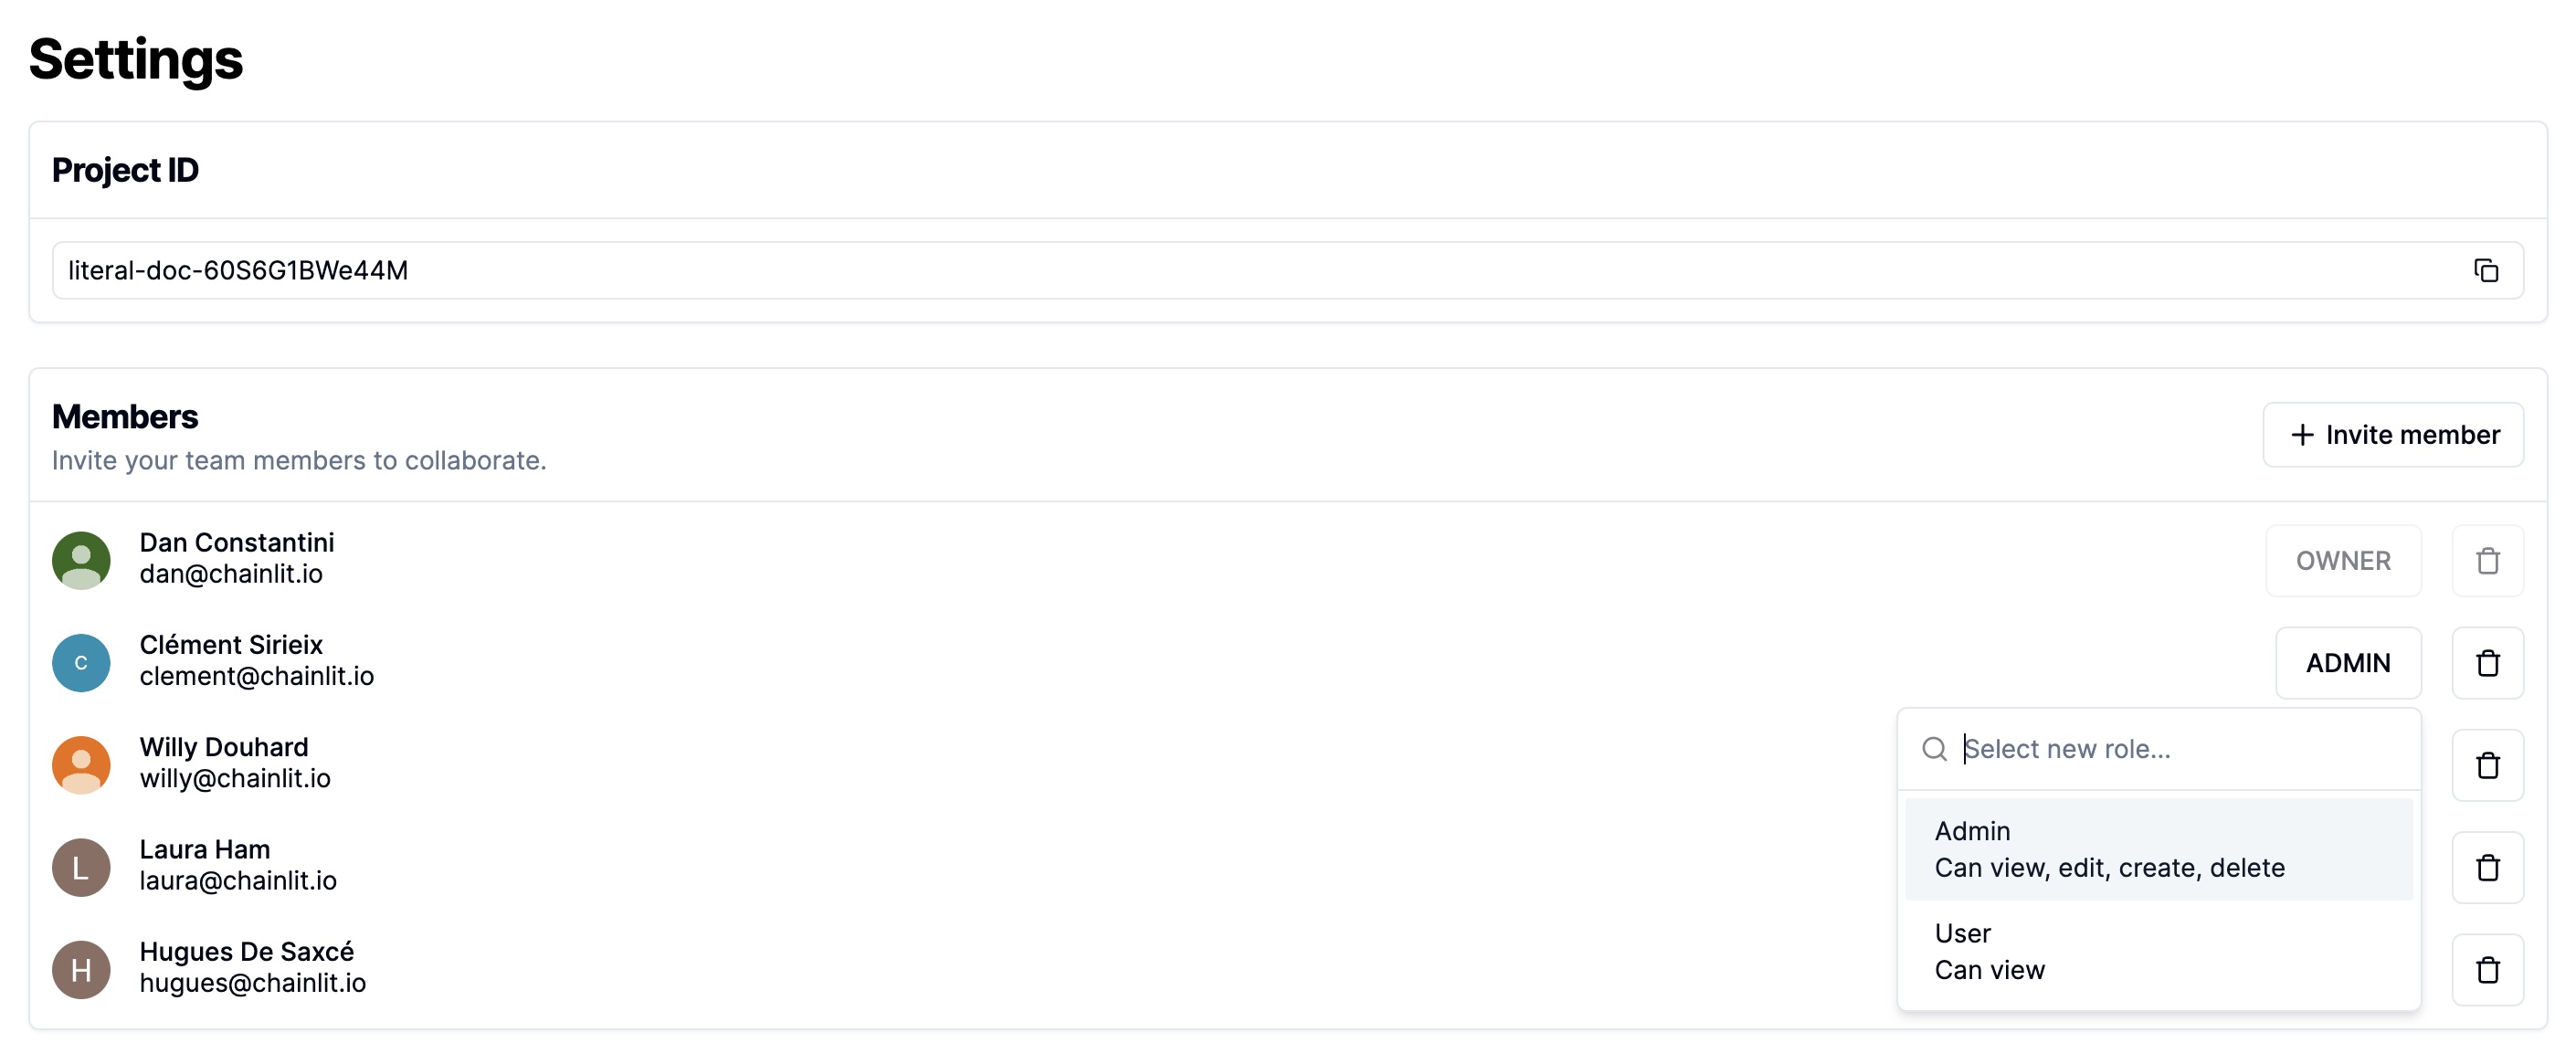 Settings
Project ID
literal-doc-60S6G1BWe44M
Members
Invite your team members to collaborate.
Invite member
Dan Constantini
dan@chainlit.io
OWNER
C
Clément Sirieix
clement@chainlit.io
ADMIN
Willy Douhard
willy@chainlit.io
L
Laura Ham
laura@chainlit.io
H
Hugues De Saxcé
hugues@chainlit.io
Select new role...
Admin
Can view, edit, create, delete
User
Can view